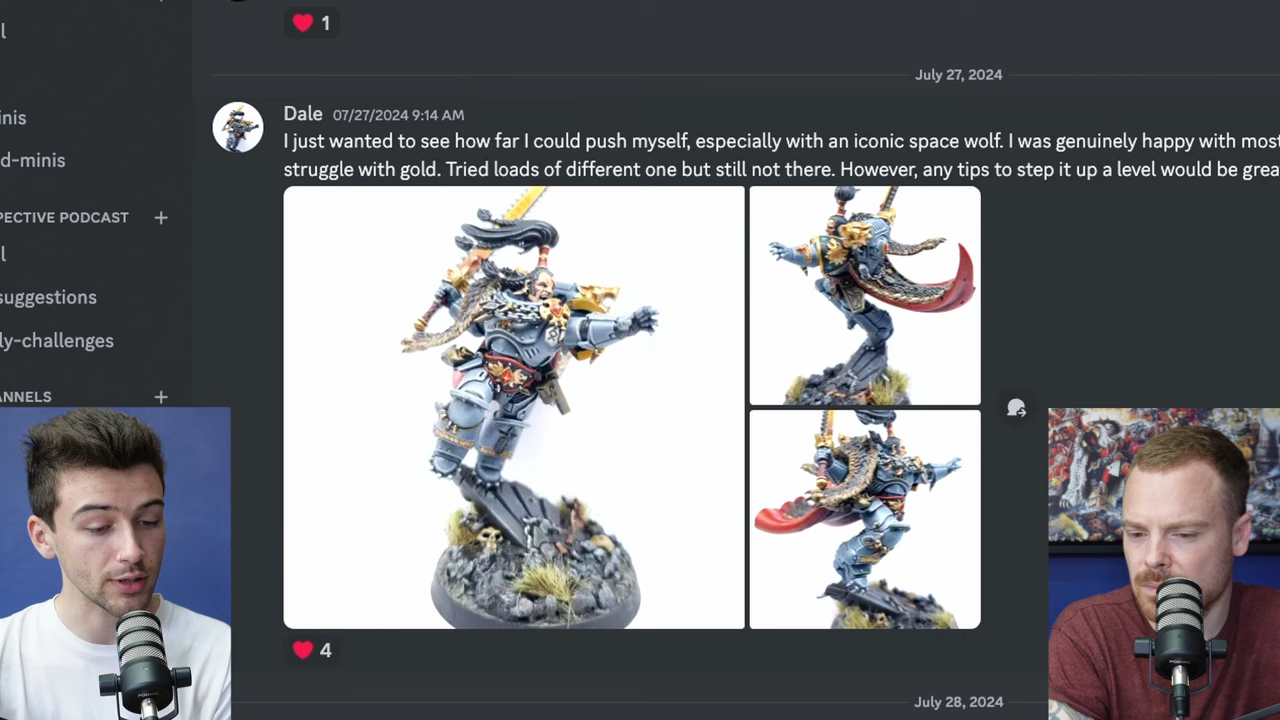 1
July 27, 2024
l
Dale 07/27/2024 9:14 AM
inis
I just wanted to see how far I could push myself, especially with an iconic space wolf. I was genuinely happy with most
d-minis
struggle with gold. Tried loads of different one but still not there. However, any tips to step it up a level would be grea
PECTIVE PODCAST +
l
suggestions
ly-challenges
ANNELS +
4
July 28, 2024